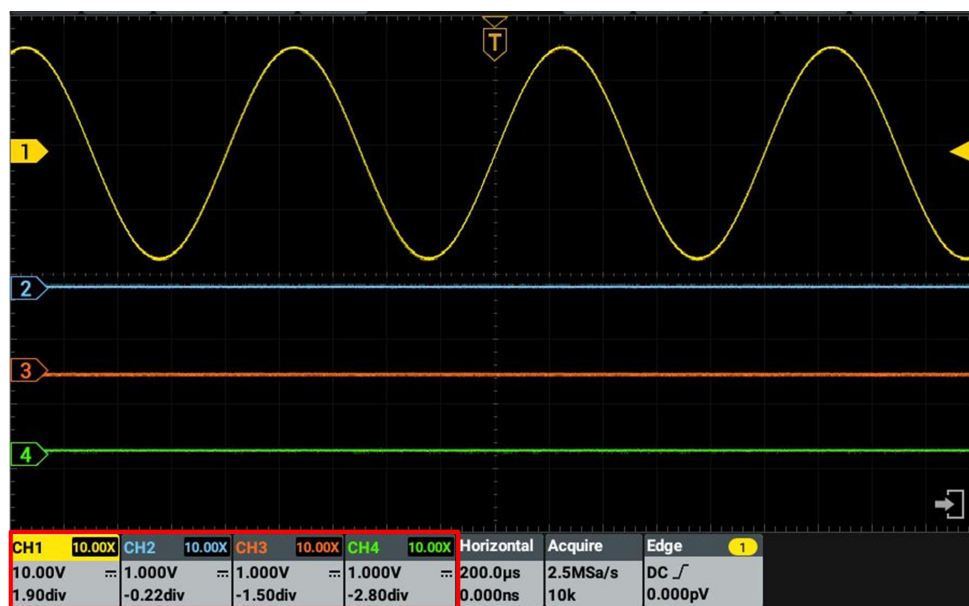 T
1
2
3
4
CH1 10.00X CH2 10.00X CH3 10.00X CH4 10.00X Horizontal Acquire Edge 1
10.00V 1.000V 1.000V 1.000V 200.0µs 2.5MSa/s DC
1.90div -0.22div -1.50div -2.80div 0.000ns 10k 0.000pV